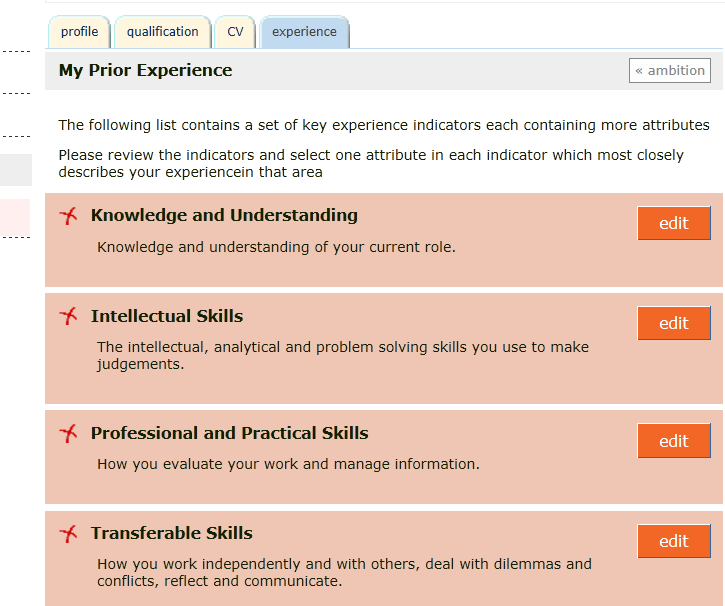 profile qualification CV experience
My Prior Experience « ambition
The following list contains a set of key experience indicators each containing more attributes
Please review the indicators and select one attribute in each indicator which most closely
describes your experiencein that area
Knowledge and Understanding edit
Knowledge and understanding of your current role.
Intellectual Skills edit
The intellectual, analytical and problem solving skills you use to make
judgements.
Professional and Practical Skills edit
How you evaluate your work and manage information.
Transferable Skills edit
How you work independently and with others, deal with dilemmas and
conflicts, reflect and communicate.